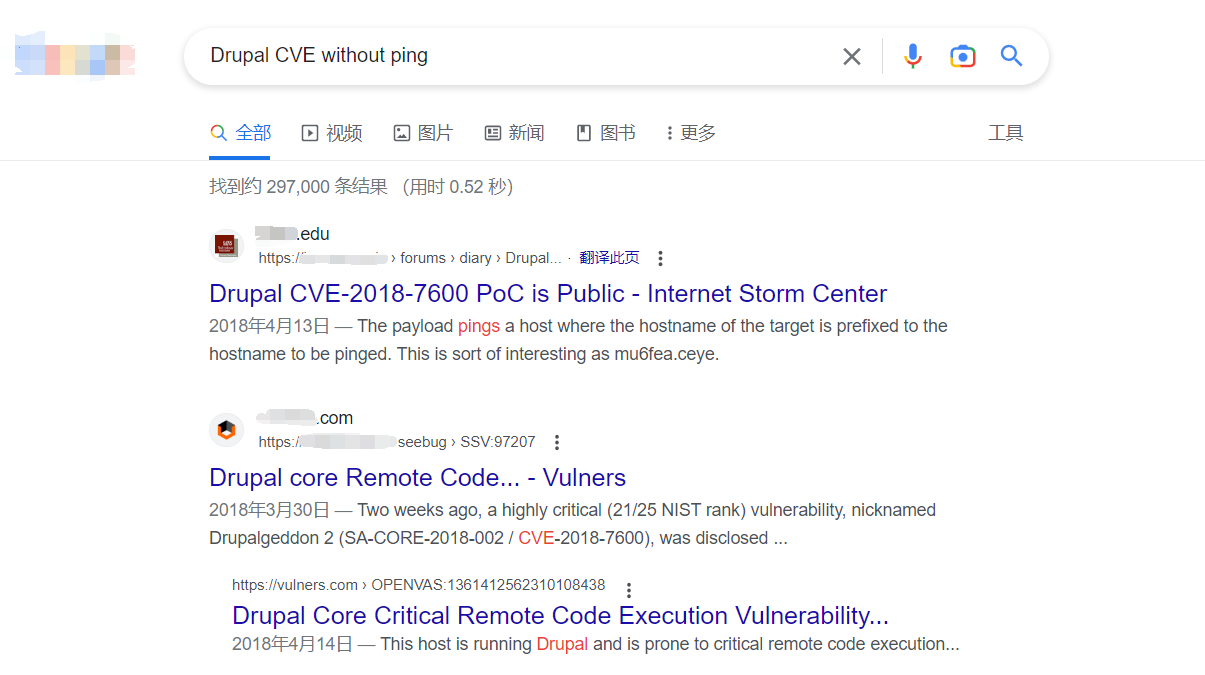 Drupal CVE without ping
全部 视频 图片 新闻 图书 更多 工具
找到约 297,000 条结果 （用时 0.52 秒）
.edu
https:/ › forums › diary › Drupal... · 翻译此页
Drupal CVE-2018-7600 PoC is Public - Internet Storm Center
2018年4月13日 — The payload pings a host where the hostname of the target is prefixed to the
hostname to be pinged. This is sort of interesting as mu6fea.ceye.
.com
https:/ seebug › SSV:97207
Drupal core Remote Code... - Vulners
2018年3月30日 — Two weeks ago, a highly critical (21/25 NIST rank) vulnerability, nicknamed
Drupalgeddon 2 (SA-CORE-2018-002 / CVE-2018-7600), was disclosed ...
https://vulners.com › OPENVAS:1361412562310108438
Drupal Core Critical Remote Code Execution Vulnerability...
2018年4月14日 — This host is running Drupal and is prone to critical remote code execution...